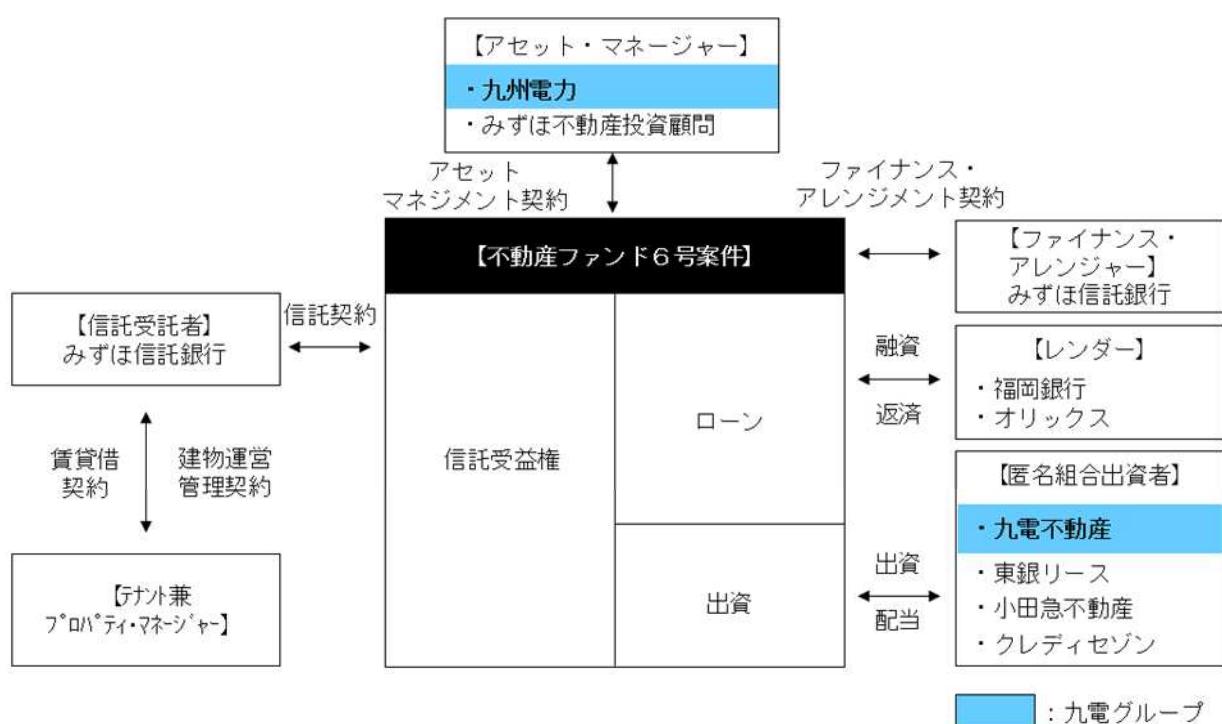 【アセット・マネージャー】
・九州電力
・みずほ不動産投資顧問
アセット
マネジメント契約
ファイナンス・
アレンジメント契約
【不動産ファンド６号案件】
【ファイナンス・
アレンジャー】
みずほ信託銀行
【信託受託者】
みずほ信託銀行
信託契約
信託受益権
ローン
出資
融資
返済
【レンダー】
・福岡銀行
・オリックス
賃貸借
契約
建物運営
管理契約
【ﾃﾅﾝﾄ兼
ﾌﾟﾛﾊﾟﾃｨ・ﾏﾈｰｼﾞｬｰ】
出資
配当
【匿名組合出資者】
・九電不動産
・東銀リース
・小田急不動産
・クレディセゾン
：九電グループ